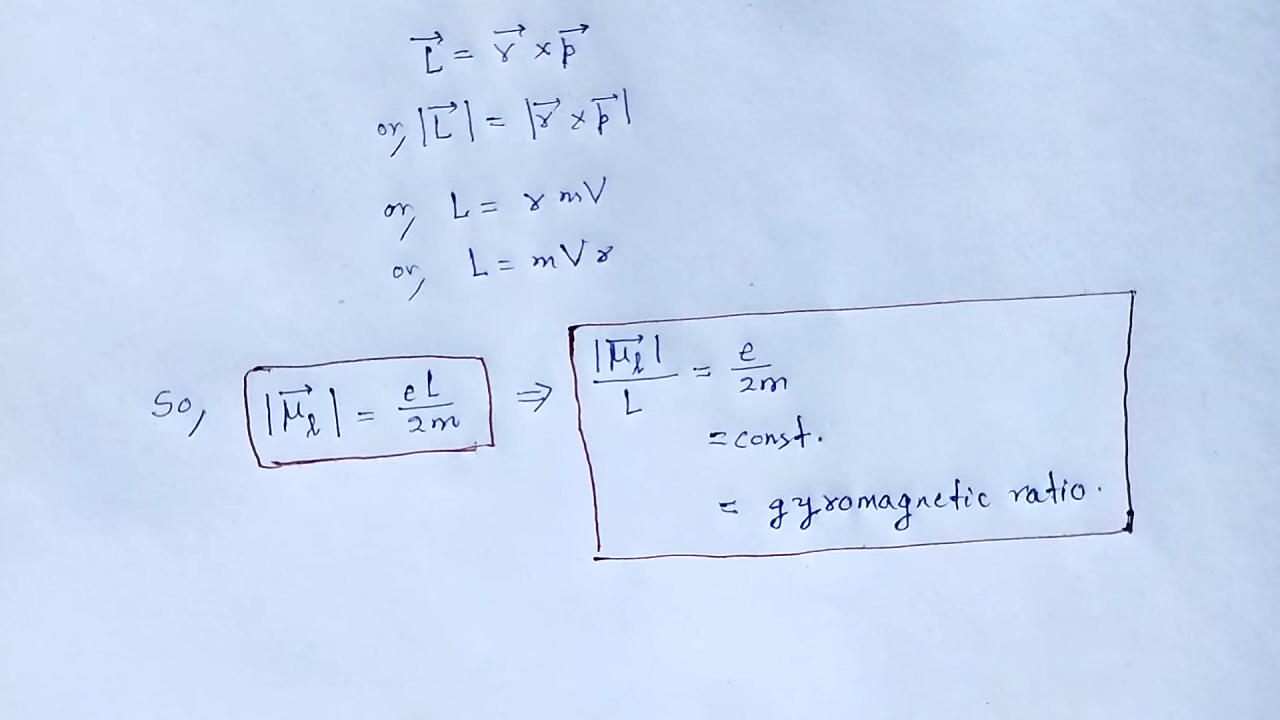 L⃗ = r⃗ × p⃗
or, |L⃗| = |r⃗ × p⃗|
or, L = r mV
or, L = mVr
So, |μ⃗ₗ| = eL/2m ⇒ |μ⃗ₗ|/L = e/2m
= const.
= gyromagnetic ratio.